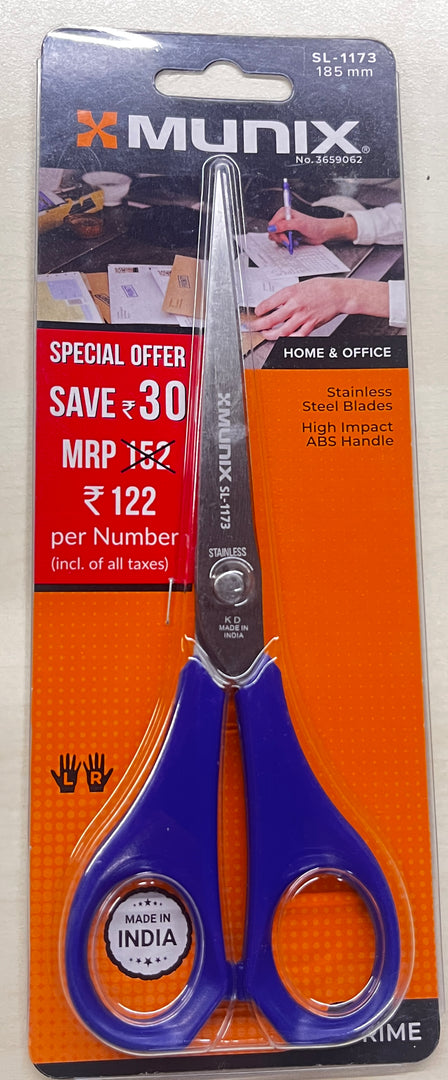 SL-1173
185 mm
MUNIX®
No.3659062
HOME & OFFICE
SPECIAL OFFER
SAVE ₹ 30
MRP 152
₹ 122
per Number
(incl. of all taxes)
Stainless
Steel Blades
High Impact
ABS Handle
MUNIX SL-1173
STAINLESS
KD
MADE IN
INDIA
L R
MADE IN
INDIA